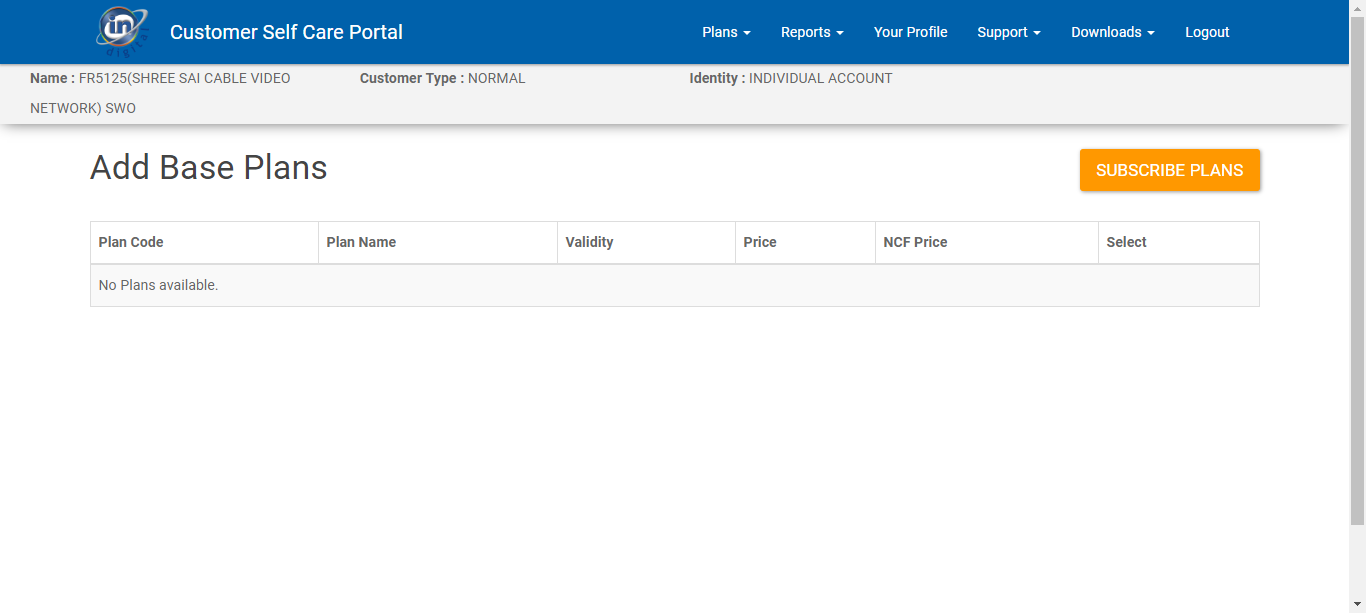 in
digital
Customer Self Care Portal
Plans
Reports
Your Profile
Support
Downloads
Logout
Name : FR5125(SHREE SAI CABLE VIDEO
NETWORK) SWO
Customer Type : NORMAL
Identity : INDIVIDUAL ACCOUNT
Add Base Plans
SUBSCRIBE PLANS
Plan Code
Plan Name
Validity
Price
NCF Price
Select
No Plans available.